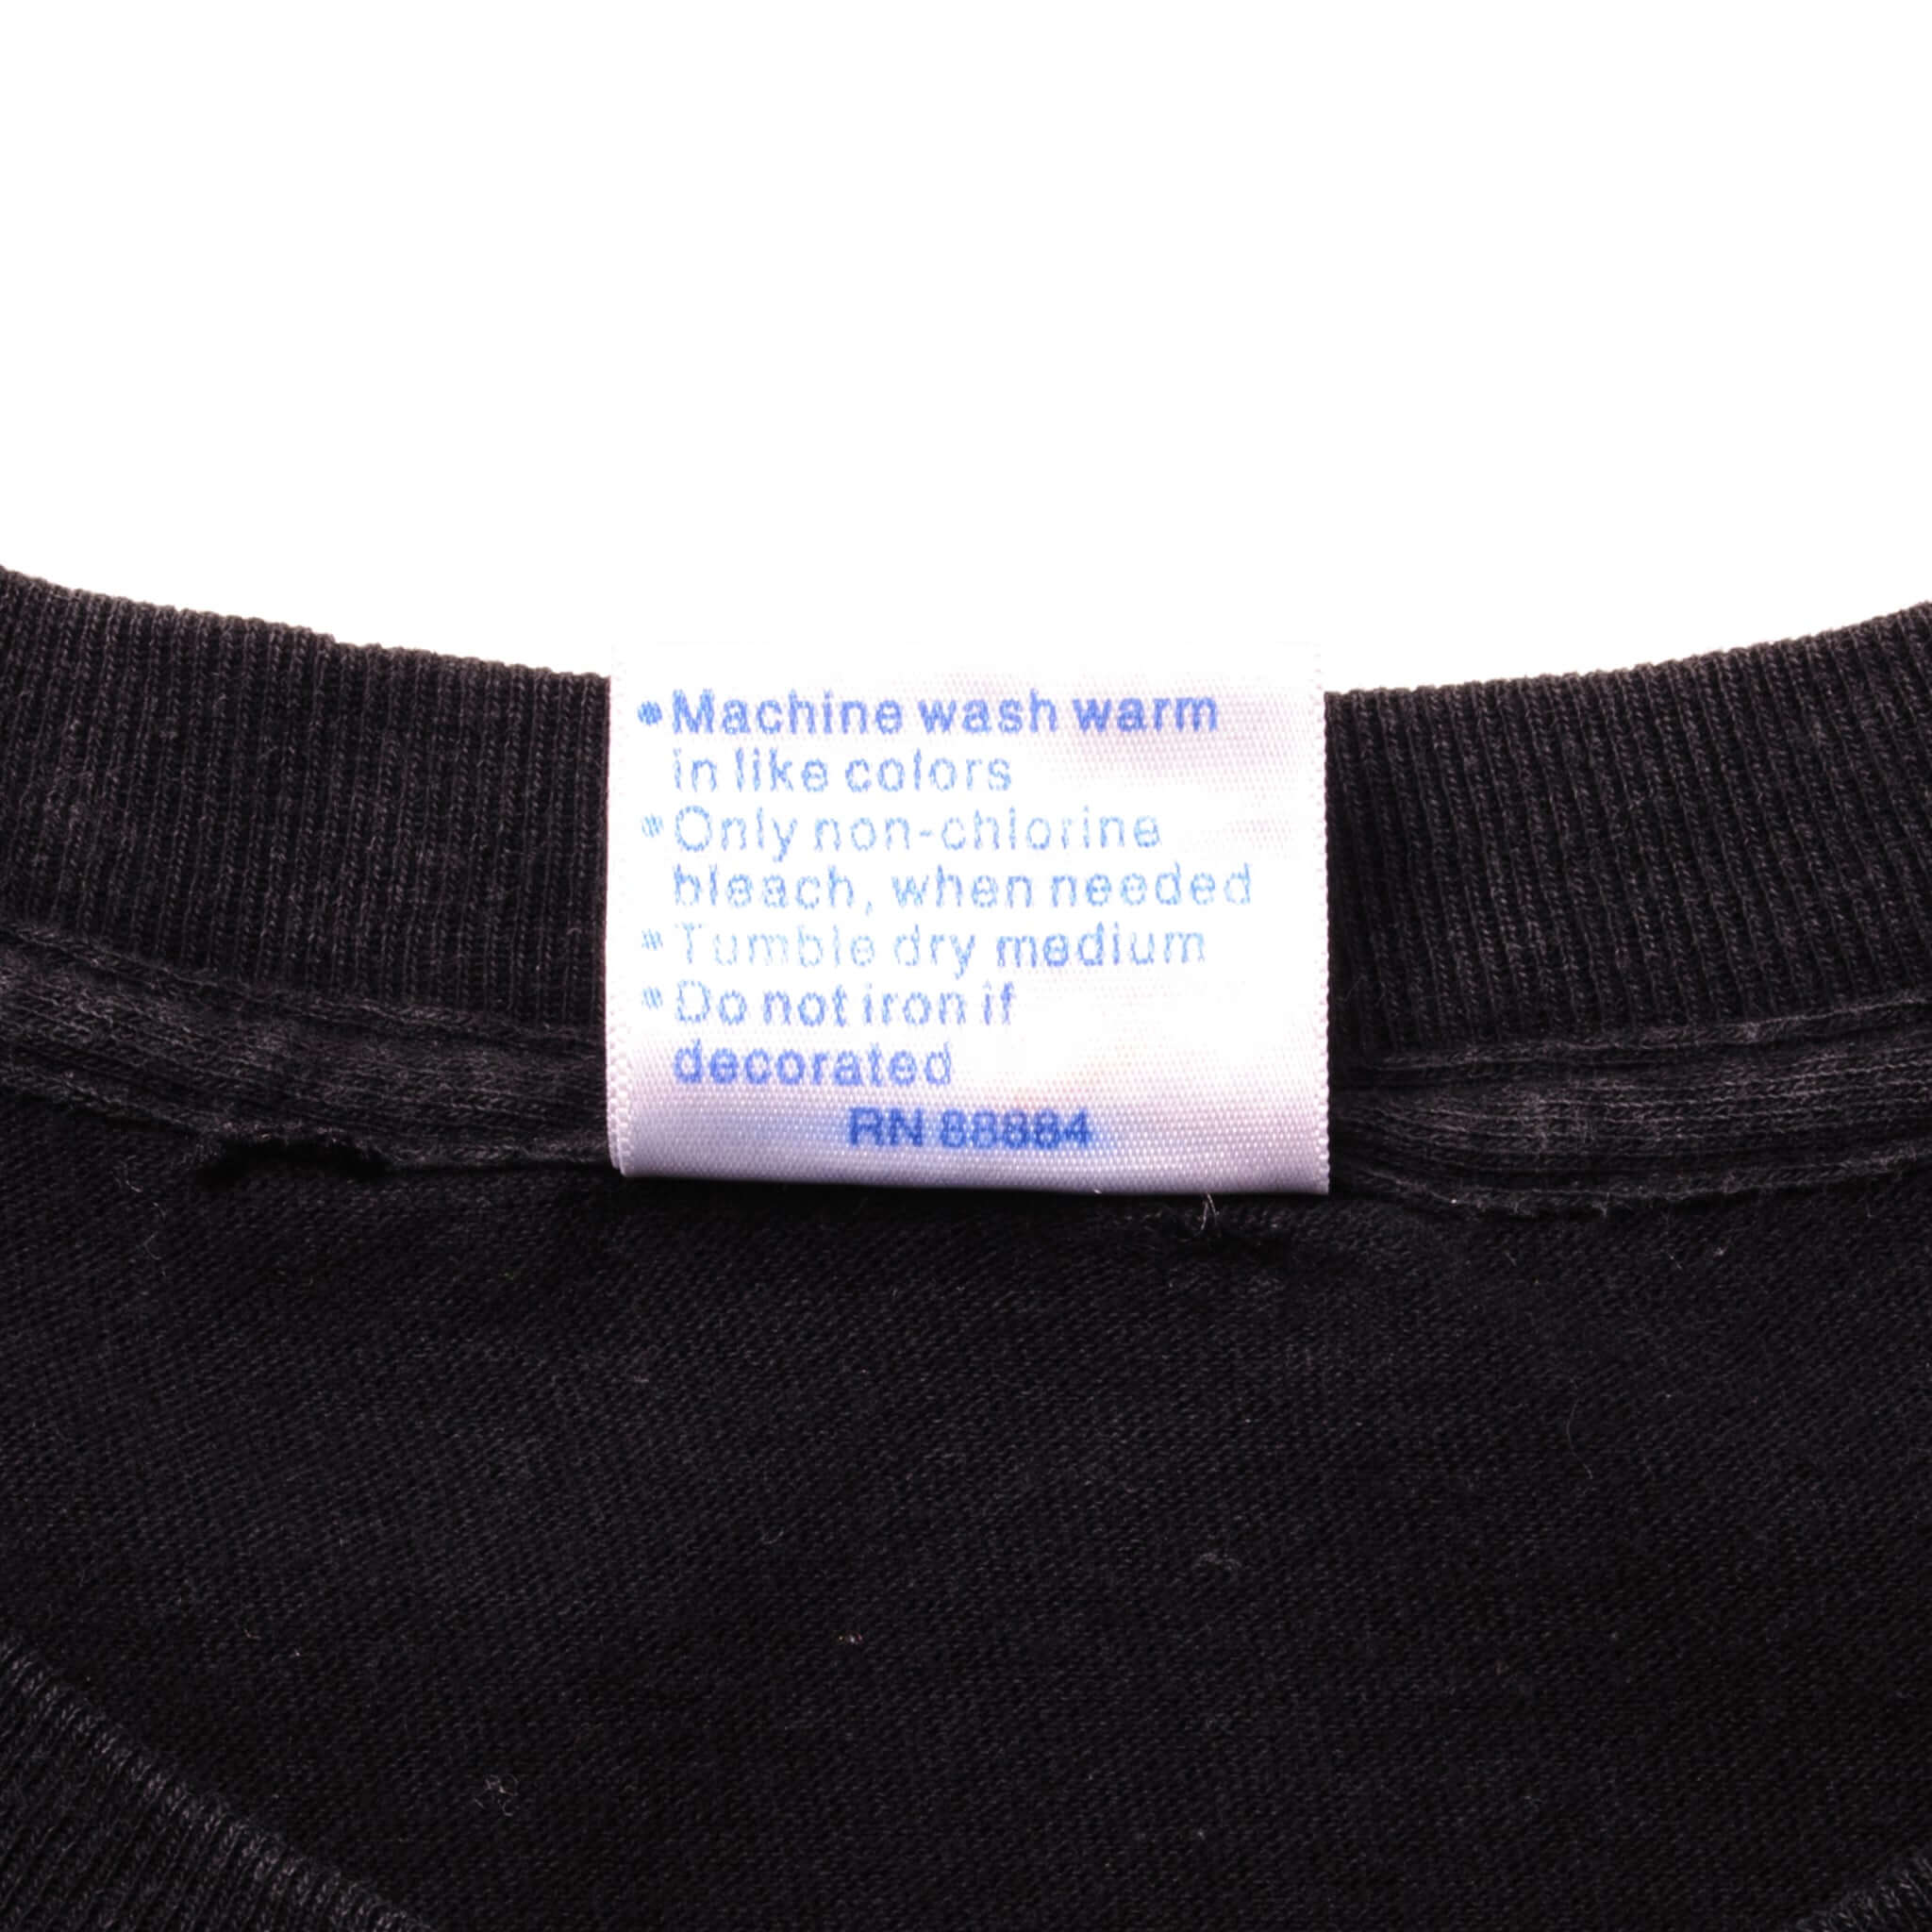 •Machine wash warm
in like colors
•Only non-chlorine
bleach, when needed
•Tumble dry medium
•Do not iron if
decorated
RN 88884